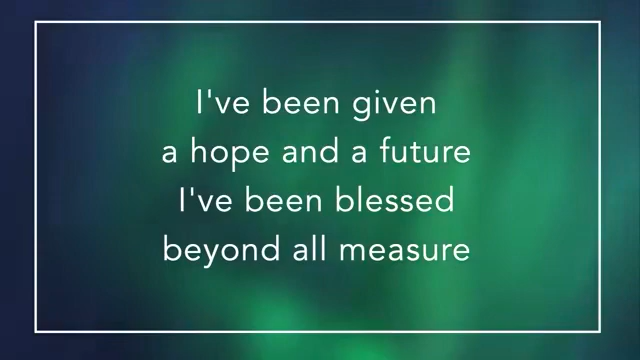 I've been given
a hope and a future
I've been blessed
beyond all measure